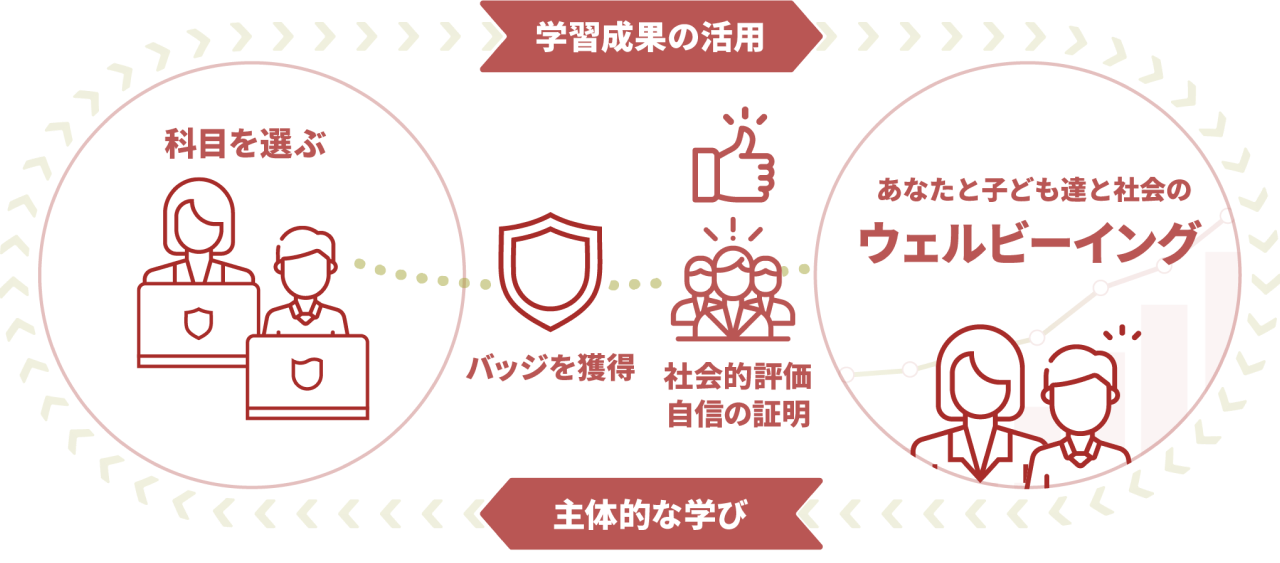 学習成果の活用
科目を選ぶ
バッジを獲得
社会的評価
自信の証明
あなたと子ども達と社会の
ウェルビーイング
主体的な学び